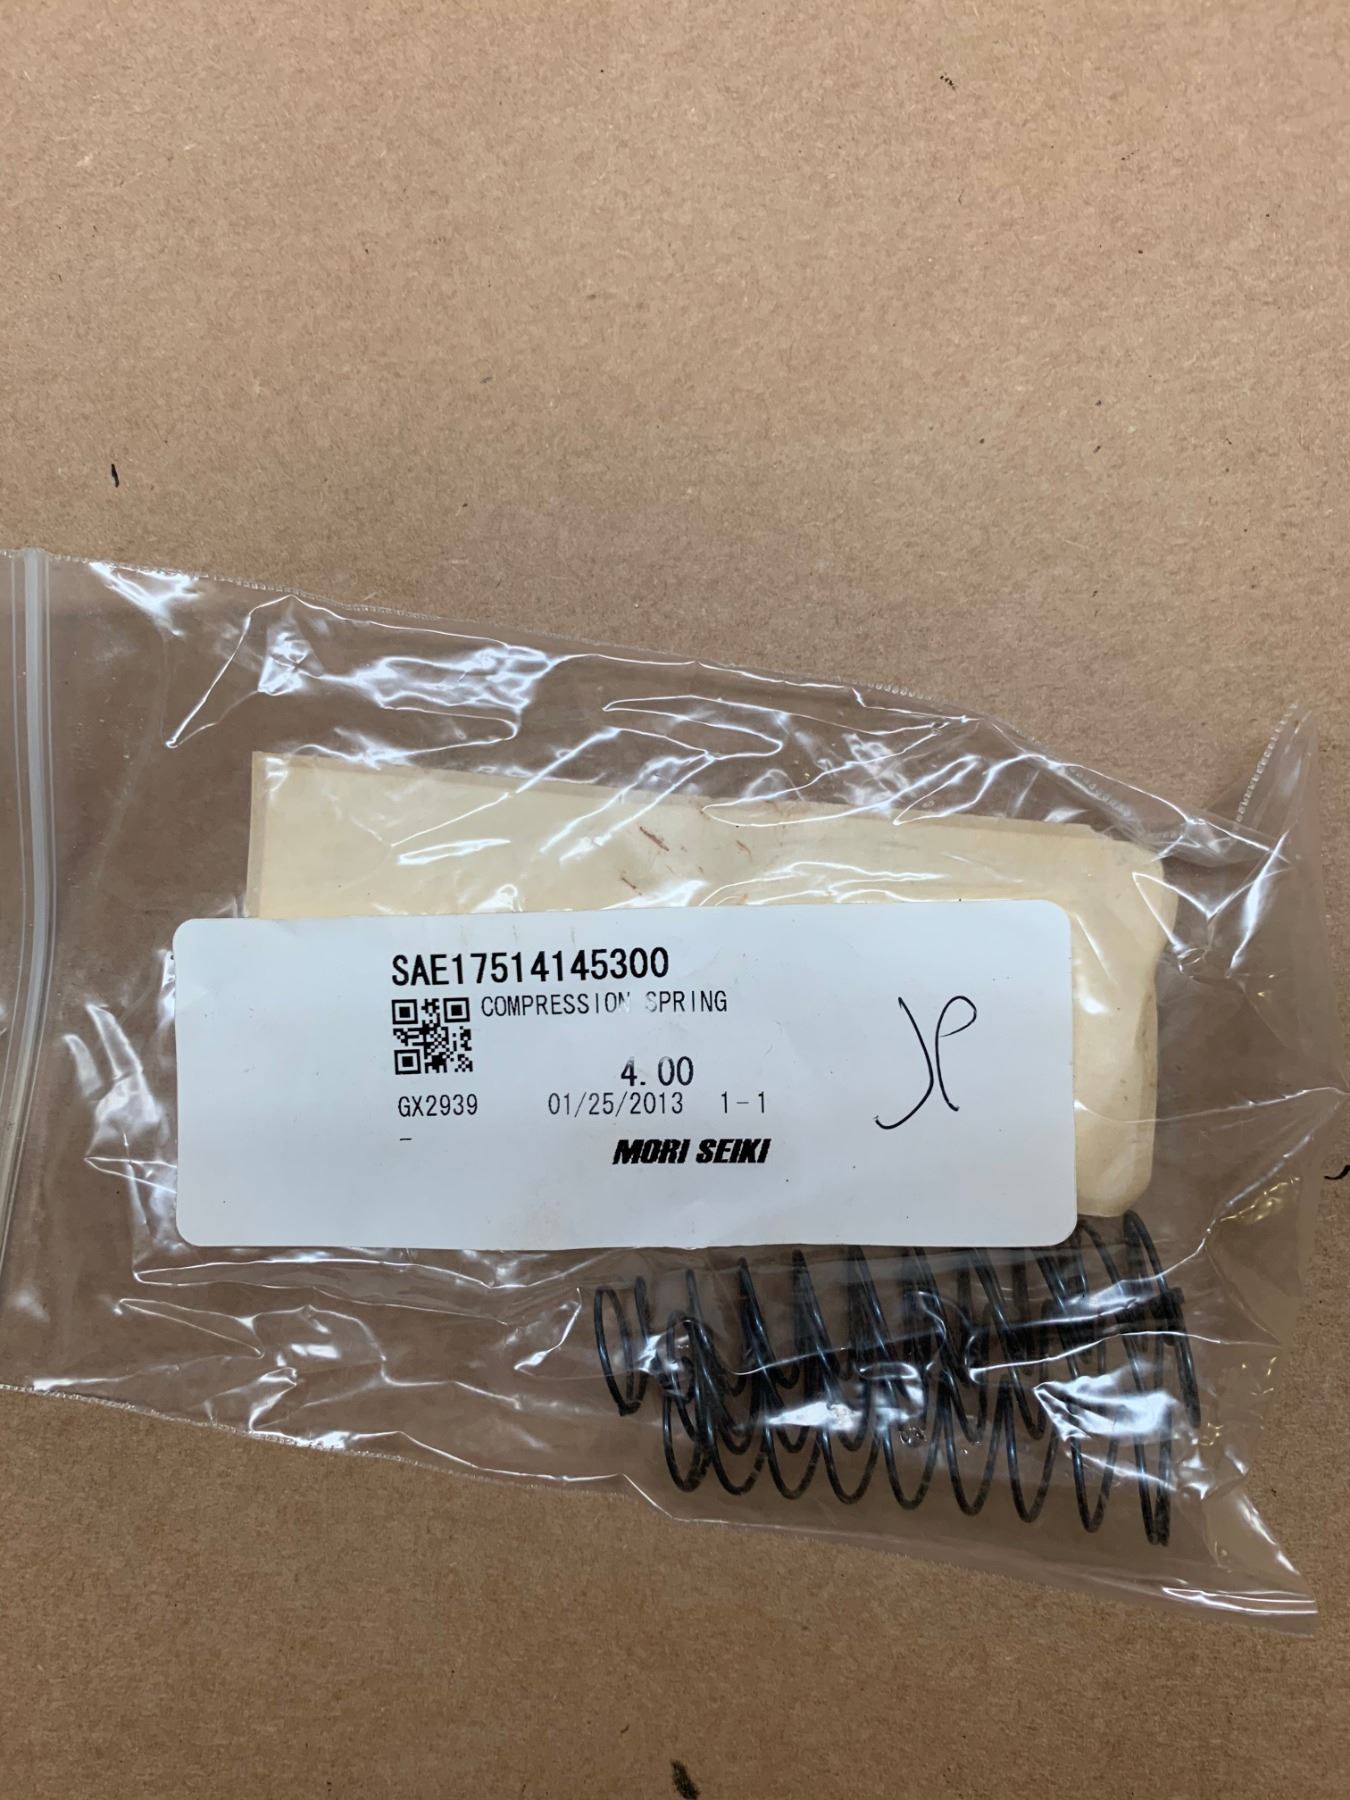 SAE17514145300
COMPRESSION SPRING
4.00
GX2939 01/25/2013 1-1
-
MORI SEIKI